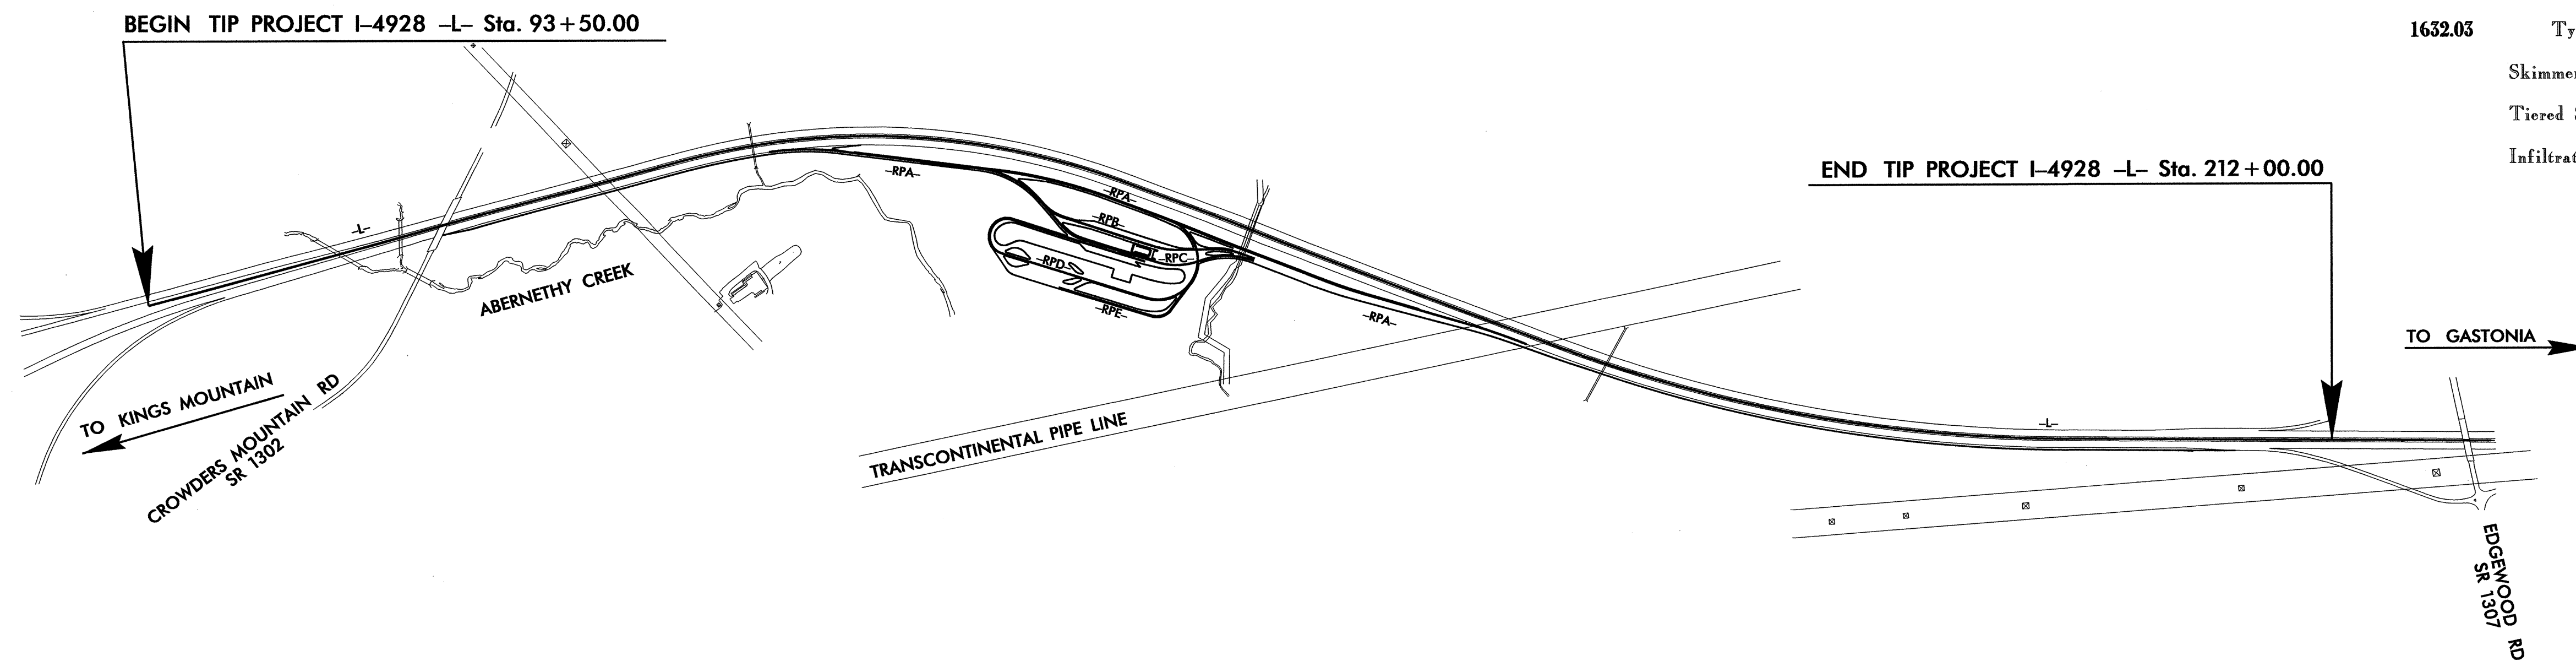 BEGIN TIP PROJECT I–4928 –L– Sta. 93+50.00
1632.03
Skimmer
Tiered
END TIP PROJECT I–4928 –L– Sta. 212+00.00
–L–
–RPA–
–RPA–
–RPB–
–RPC–
–RPD–
–RPE–
–RPA–
ABERNETHY CREEK
TO GASTONIA
TO KINGS MOUNTAIN
CROWDERS MOUNTAIN RD
SR 1302
TRANSCONTINENTAL PIPE LINE
–L–
EDGEWOOD RD
SR 1307